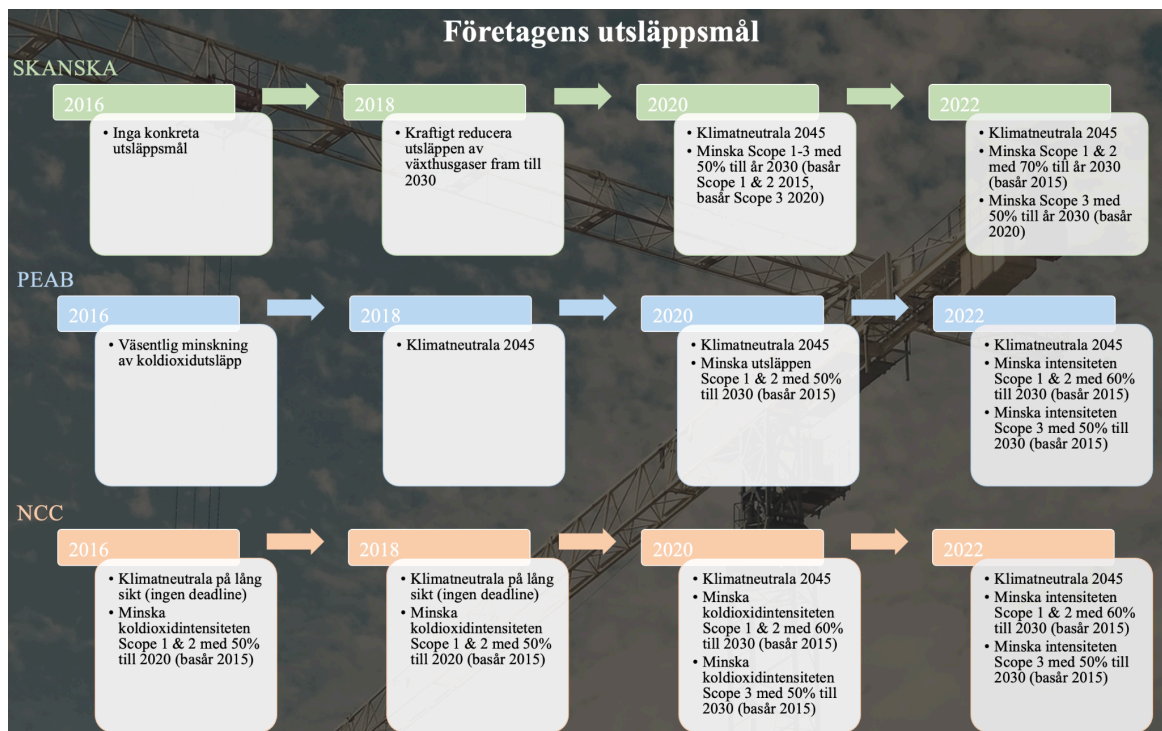 Företagens utsläppsmål
SKANSKA
2016
• Inga konkreta
utsläppsmål
2018
• Kraftigt reducera
utsläppen av
växthusgaser fram till
2030
2020
• Klimatneutrala 2045
• Minska Scope 1-3 med
50% till år 2030 (basår
Scope 1 & 2 2015,
basår Scope 3 2020)
2022
• Klimatneutrala 2045
• Minska Scope 1 & 2
med 70% till år 2030
(basår 2015)
• Minska Scope 3 med
50% till år 2030 (basår
2020)
PEAB
2016
• Väsentlig minskning
av koldioxidutsläpp
2018
• Klimatneutrala 2045
2020
• Klimatneutrala 2045
• Minska utsläppen
Scope 1 & 2 med 50%
till 2030 (basår 2015)
2022
• Klimatneutrala 2045
• Minska intensiteten
Scope 1 & 2 med 60%
till 2030 (basår 2015)
• Minska intensiteten
Scope 3 med 50% till
2030 (basår 2015)
NCC
2016
• Klimatneutrala på lång
sikt (ingen deadline)
• Minska
koldioxidintensiteten
Scope 1 & 2 med 50%
till 2020 (basår 2015)
2018
• Klimatneutrala på lång
sikt (ingen deadline)
• Minska
koldioxidintensiteten
Scope 1 & 2 med 50%
till 2020 (basår 2015)
2020
• Klimatneutrala 2045
• Minska
koldioxidintensiteten
Scope 1 & 2 med 60%
till 2030 (basår 2015)
• Minska
koldioxidintensiteten
Scope 3 med 50% till
2030 (basår 2015)
2022
• Klimatneutrala 2045
• Minska intensiteten
Scope 1 & 2 med 60%
till 2030 (basår 2015)
• Minska intensiteten
Scope 3 med 50% till
2030 (basår 2015)